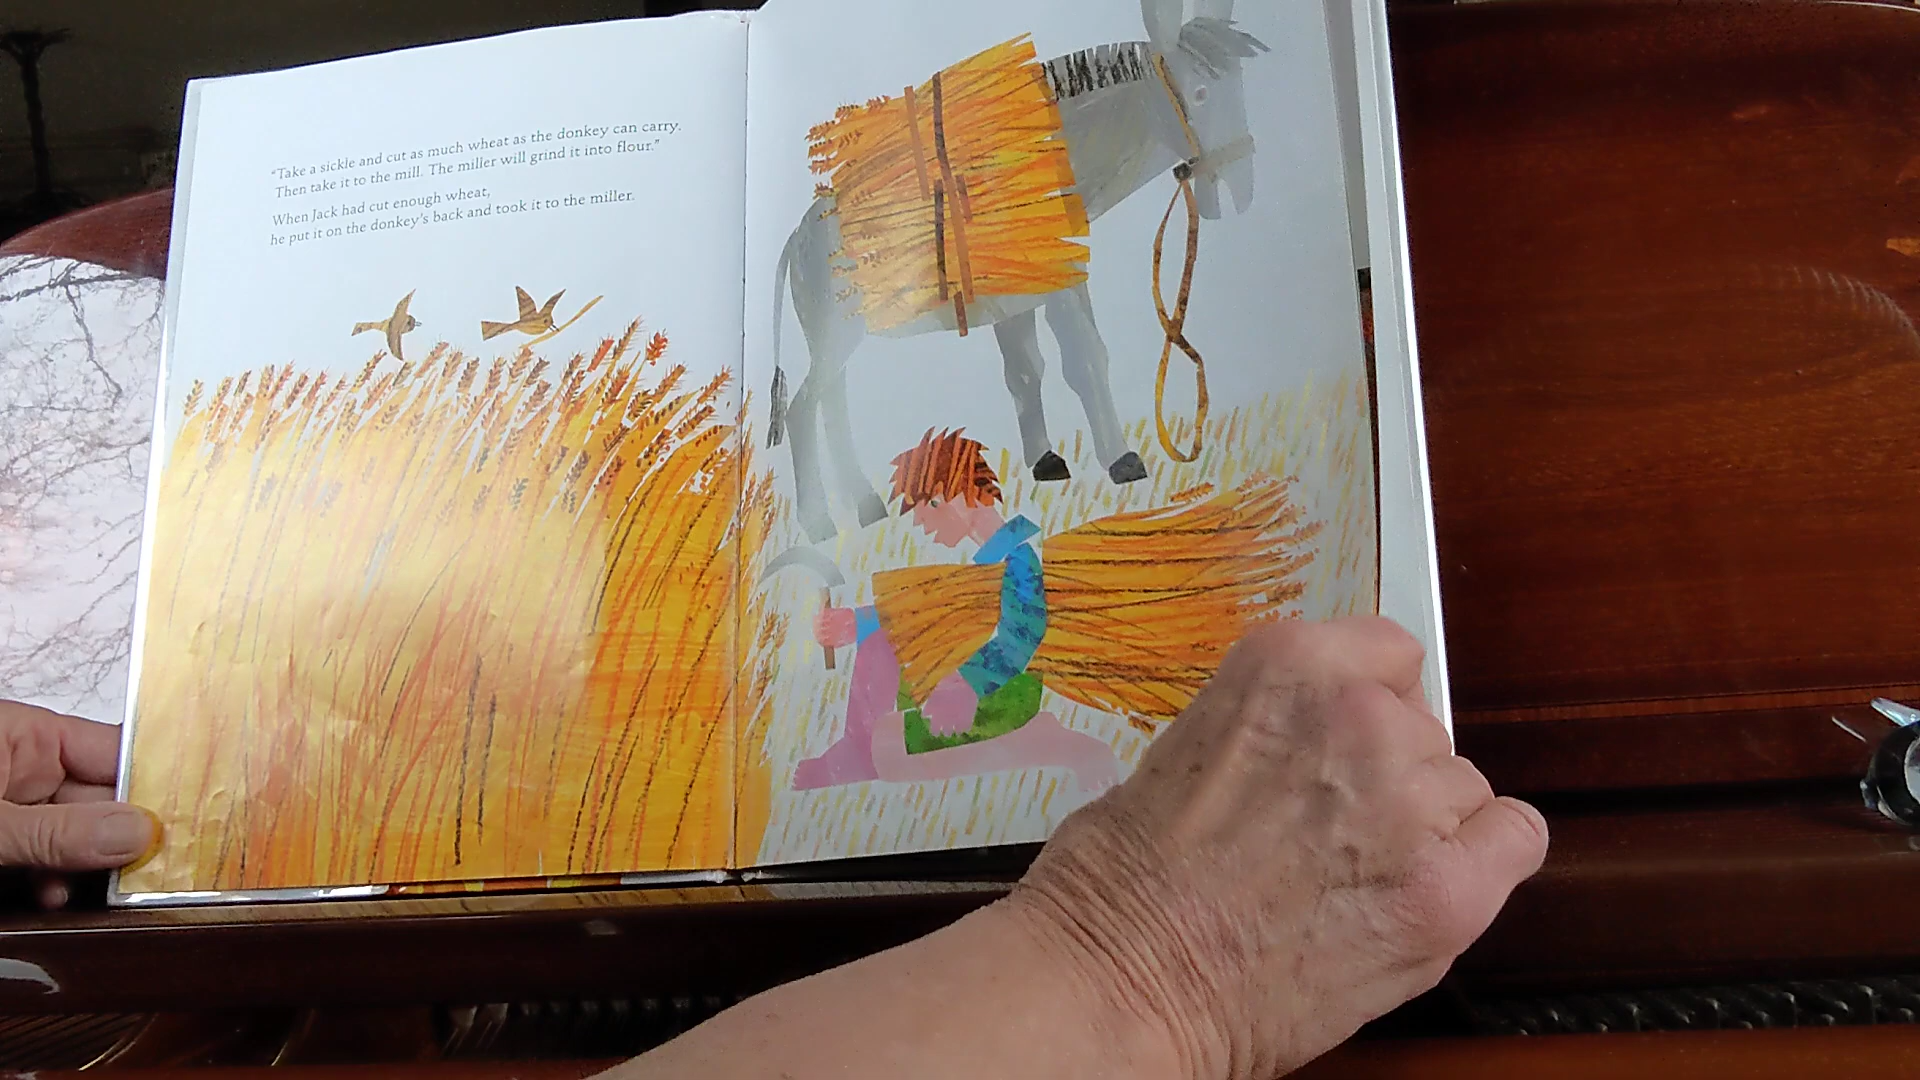 “Take a sickle and cut as much wheat as the donkey can carry.
Then take it to the mill. The miller will grind it into flour.”
When Jack had cut enough wheat,
he put it on the donkey’s back and took it to the miller.